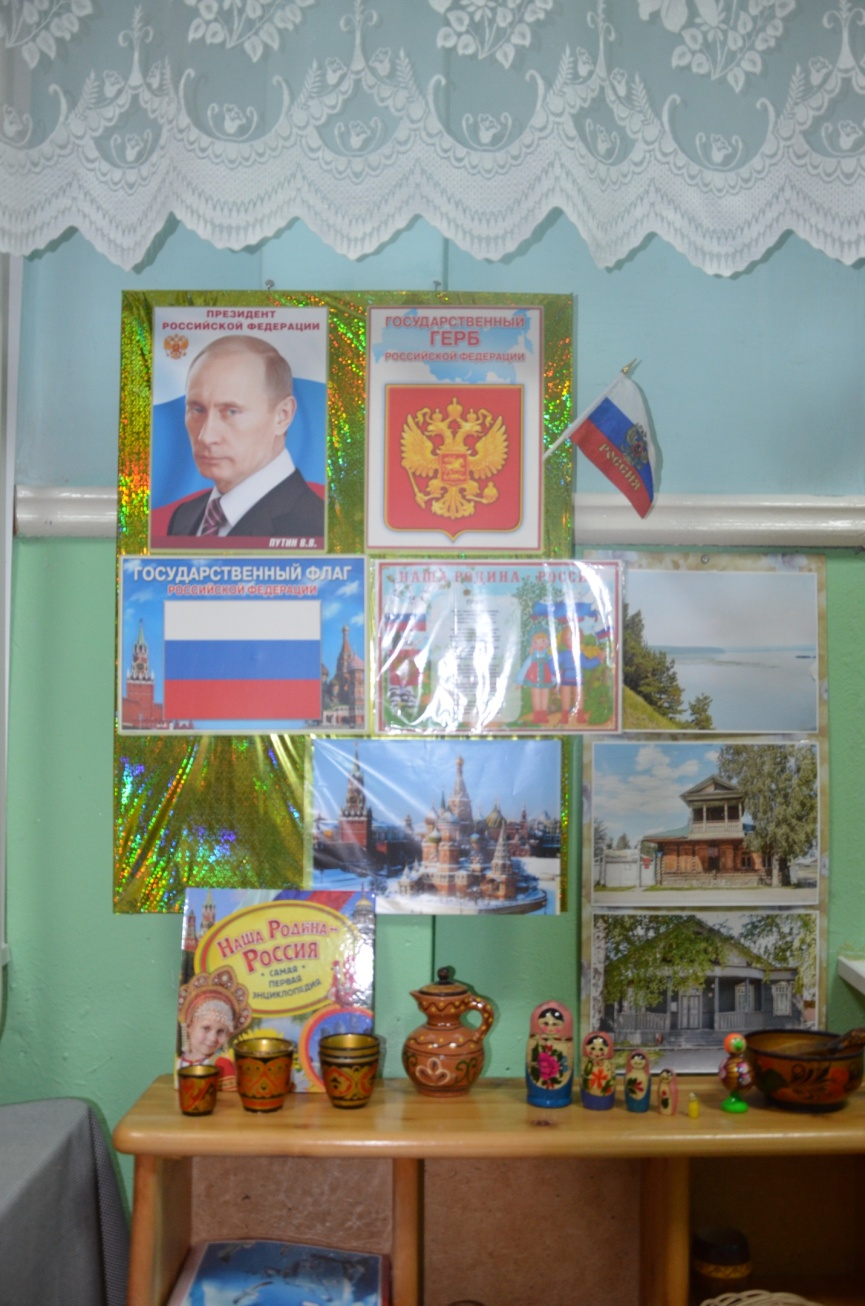 ПРЕЗИДЕНТ
РОССИЙСКОЙ ФЕДЕРАЦИИ
ПУТИН В.В.
ГОСУДАРСТВЕННЫЙ
ГЕРБ
РОССИЙСКОЙ ФЕДЕРАЦИИ
РОССИЯ
ГОСУДАРСТВЕННЫЙ ФЛАГ
РОССИЙСКОЙ ФЕДЕРАЦИИ
НАША РОДИНА - РОССИЯ
НАША РОДИНА-
РОССИЯ
• САМАЯ •
ПЕРВАЯ
ЭНЦИКЛОПЕДИЯ